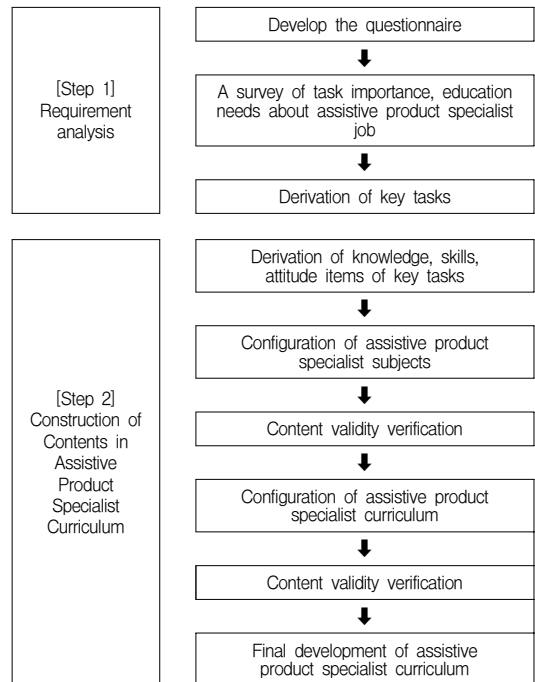 [Step 1]
Requirement
analysis
Develop the questionnaire
A survey of task importance, education
needs about assistive product specialist
job
Derivation of key tasks
[Step 2]
Construction of
Contents in
Assistive
Product
Specialist
Curriculum
Derivation of knowledge, skills,
attitude items of key tasks
Configuration of assistive product
specialist subjects
Content validity verification
Configuration of assistive product
specialist curriculum
Content validity verification
Final development of assistive
product specialist curriculum